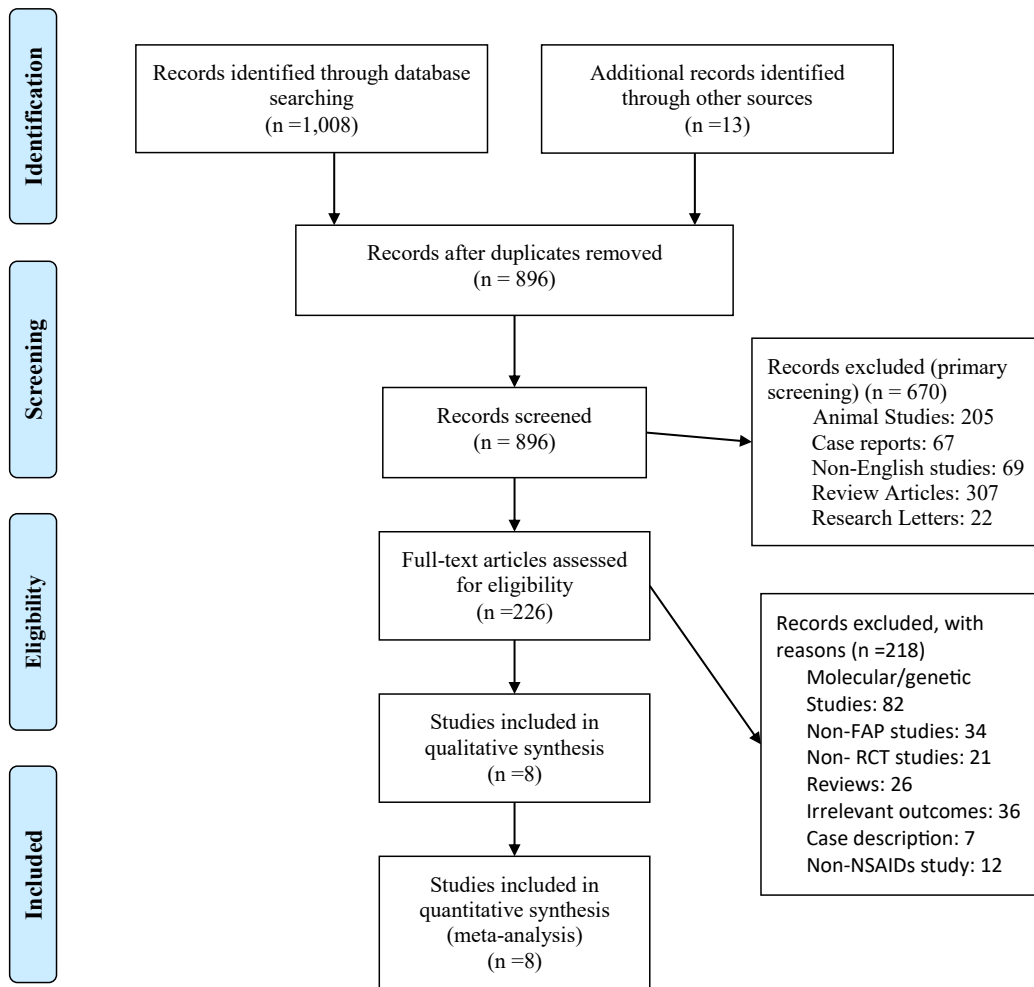 Identification
Records identified through database
searching
(n =1,008)
Additional records identified
through other sources
(n =13)
Records after duplicates removed
(n = 896)
Screening
Records screened
(n = 896)
Records excluded (primary
screening) (n = 670)
Animal Studies: 205
Case reports: 67
Non-English studies: 69
Review Articles: 307
Research Letters: 22
Eligibility
Full-text articles assessed
for eligibility
(n =226)
Records excluded, with
reasons (n =218)
Molecular/genetic
Studies: 82
Non-FAP studies: 34
Non- RCT studies: 21
Reviews: 26
Irrelevant outcomes: 36
Case description: 7
Non-NSAIDs study: 12
Studies included in
qualitative synthesis
(n =8)
Included
Studies included in
quantitative synthesis
(meta-analysis)
(n =8)